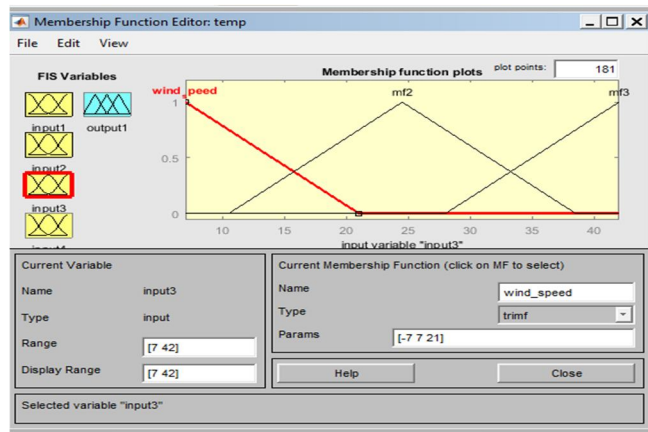 Membership Function Editor: temp
File Edit View
FIS Variables
Membership function plots plot points: 181
wind_speed mf2 mf3
input1 output1
input2
input3
1
0.5
0
10 15 20 25 30 35 40
input variable "input3"
Current Variable
Name input3
Type input
Range [7 42]
Display Range [7 42]
Current Membership Function (click on MF to select)
Name wind_speed
Type trimf
Params [-7 7 21]
Help Close
Selected variable "input3"